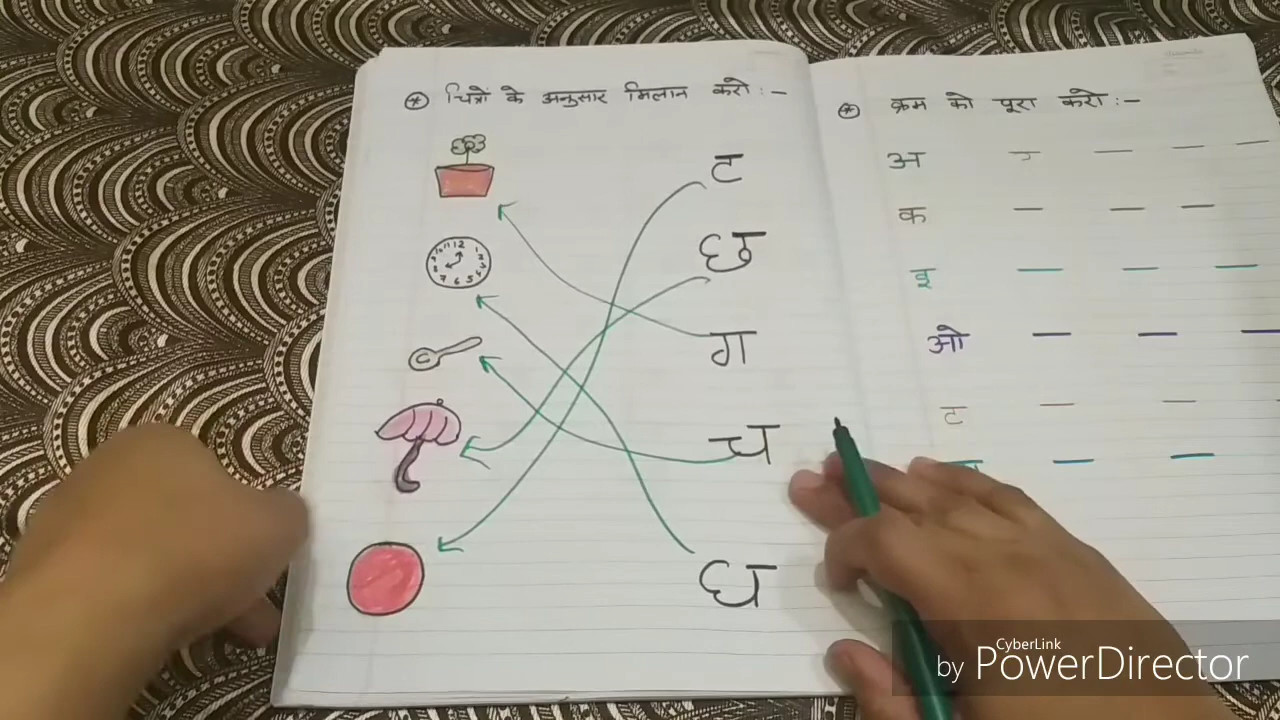 * चित्रो के अनुसार मिलान करो :-
ट
छ
ग
च
घ
* क्रम को पूरा करो :-
अ — — — —
क — — —
इ — — —
ओ — — —
ट — —
— —
CyberLink
by PowerDirector